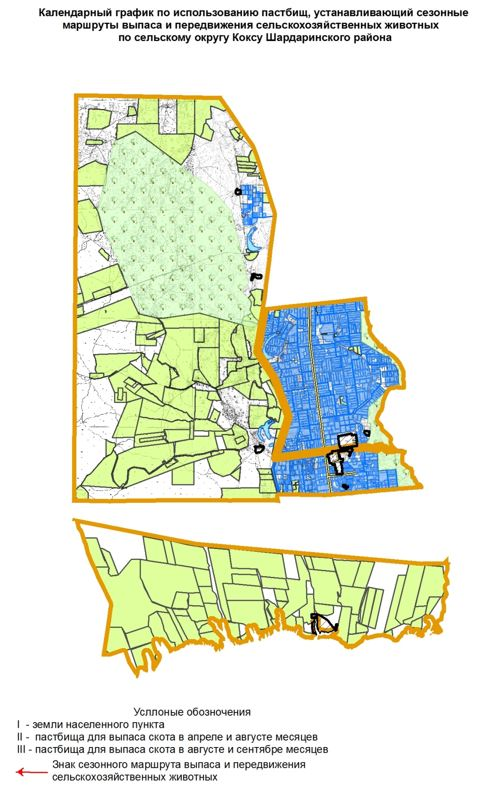 Календарный график по использованию пастбищ, устанавливающий сезонные
маршруты выпаса и передвижения сельскохозяйственных животных
по сельскому округу Коксу Шардаринского района
Усллоные обозночения
I - земли населенного пункта
II - пастбища для выпаса скота в апреле и августе месяцев
III - пастбища для выпаса скота в августе и сентябре месяцев
Знак сезонного маршрута выпаса и передвижения
сельскохозяйственных животных